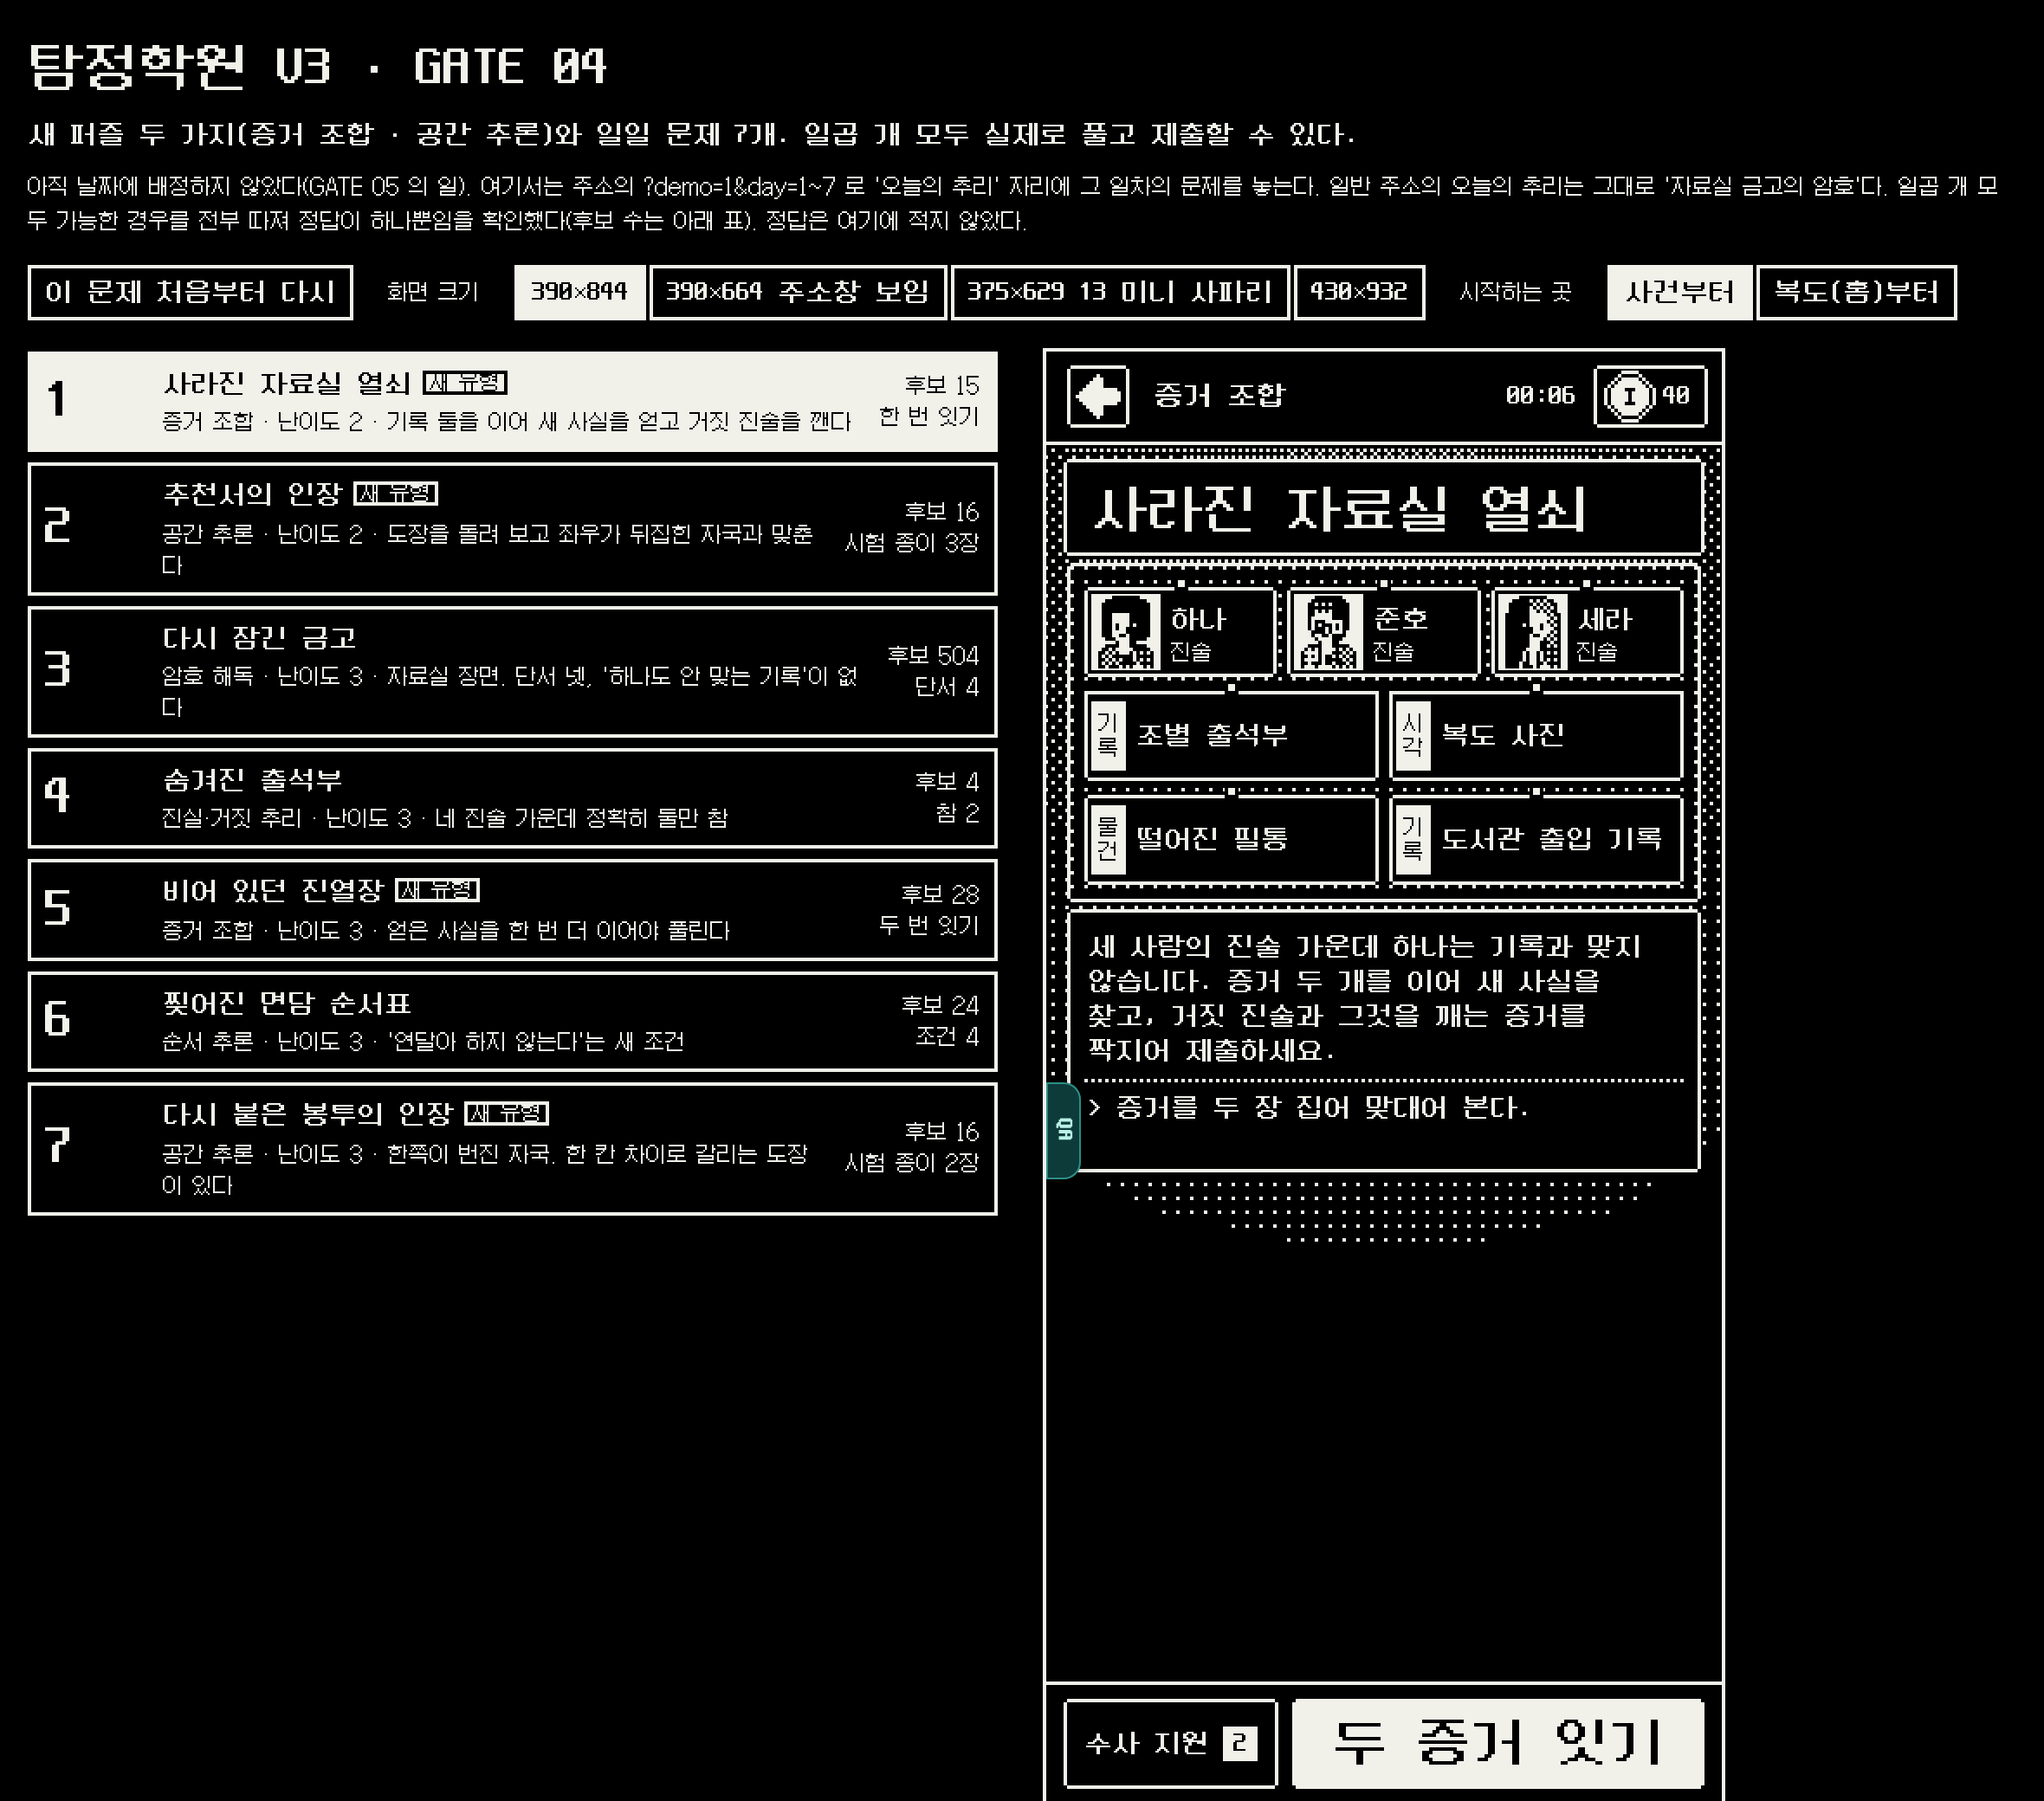 탐정학원 V3 · GATE 04
새 퍼즐 두 가지(증거 조합 · 공간 추론)와 일일 문제 7개. 일곱 개 모두 실제로 풀고 제출할 수 있다.
아직 날짜에 배정하지 않았다(GATE 05 의 일). 여기서는 주소의 ?demo=1&day=1~7 로 '오늘의 추리' 자리에 그 일차의 문제를 놓는다. 일반 주소의 오늘의 추리는 그대로 '자료실 금고의 암호'다. 일곱 개 모
두 가능한 경우를 전부 따져 정답이 하나뿐임을 확인했다(후보 수는 아래 표). 정답은 여기에 적지 않았다.
이 문제 처음부터 다시 화면 크기 390×844 390×664 주소창 보임 375×629 13 미니 사파리 430×932 시작하는 곳 사건부터 복도(홈)부터
1
사라진 자료실 열쇠 새 유형
증거 조합 · 난이도 2 · 기록 둘을 이어 새 사실을 얻고 거짓 진술을 깬다
후보 15
한 번 잇기
2
추천서의 인장 새 유형
공간 추론 · 난이도 2 · 도장을 돌려 보고 좌우가 뒤집힌 자국과 맞춘
다
후보 16
시험 종이 3장
3
다시 잠긴 금고
암호 해독 · 난이도 3 · 자료실 장면. 단서 넷, '하나도 안 맞는 기록'이 없
다
후보 504
단서 4
4
숨겨진 출석부
진실·거짓 추리 · 난이도 3 · 네 진술 가운데 정확히 둘만 참
후보 4
참 2
5
비어 있던 진열장 새 유형
증거 조합 · 난이도 3 · 얻은 사실을 한 번 더 이어야 풀린다
후보 28
두 번 잇기
6
찢어진 면담 순서표
순서 추론 · 난이도 3 · '연달아 하지 않는다'는 새 조건
후보 24
조건 4
7
다시 붙은 봉투의 인장 새 유형
공간 추론 · 난이도 3 · 한쪽이 번진 자국. 한 칸 차이로 갈리는 도장
이 있다
후보 16
시험 종이 2장
증거 조합 00:06 I 40
사라진 자료실 열쇠
하나
진술
준호
진술
세라
진술
기록 조별 출석부
시각 복도 사진
물건 떨어진 필통
기록 도서관 출입 기록
세 사람의 진술 가운데 하나는 기록과 맞지
않습니다. 증거 두 개를 이어 새 사실을
찾고, 거짓 진술과 그것을 깨는 증거를
짝지어 제출하세요.
> 증거를 두 장 집어 맞대어 본다.
QA
수사 지원 2
두 증거 잇기